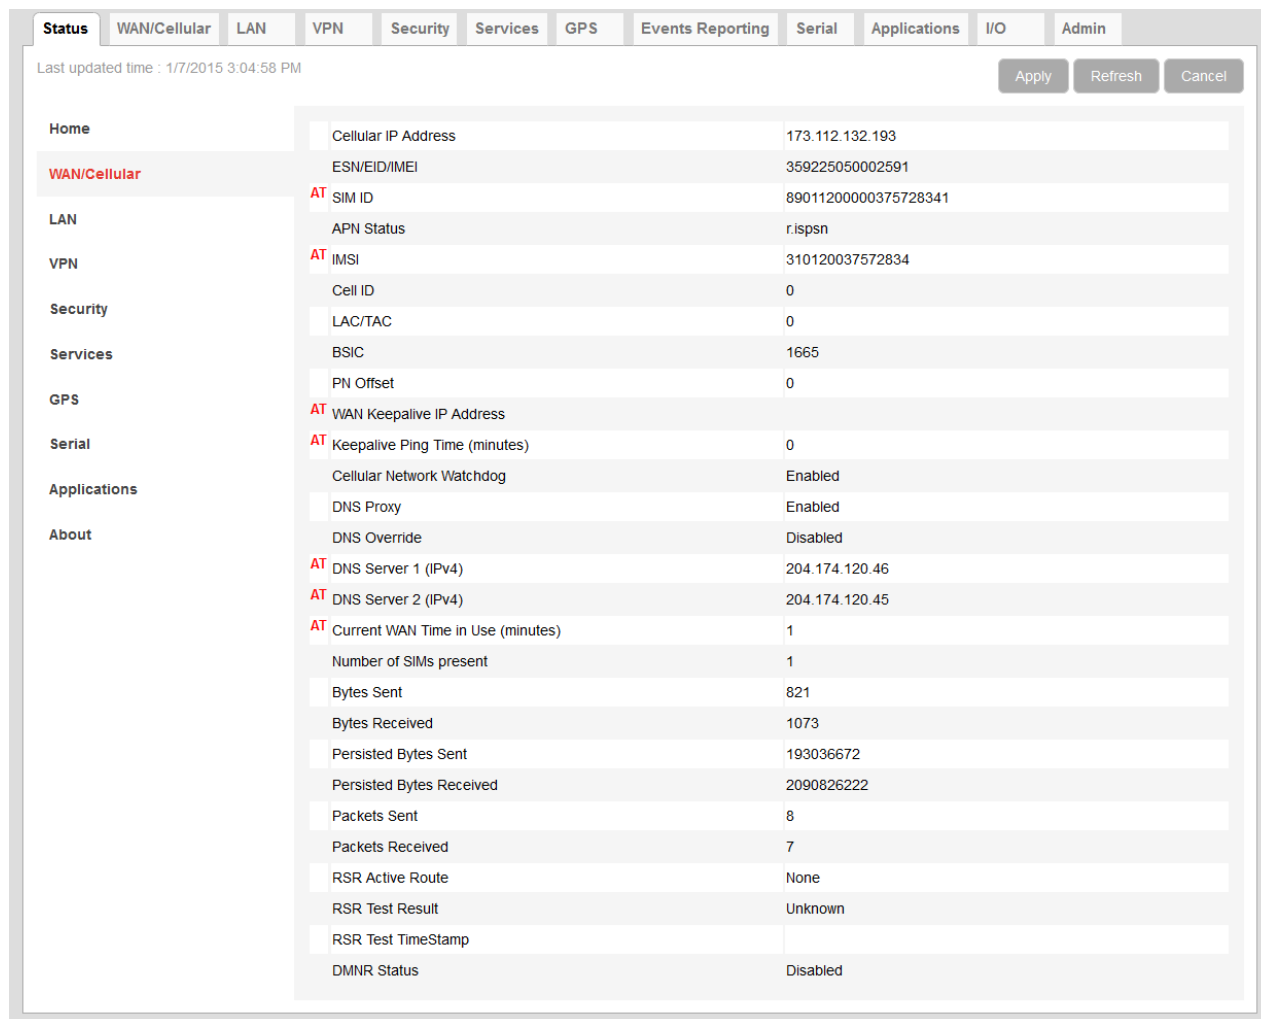 Status WAN/Cellular LAN VPN Security Services GPS Events Reporting Serial Applications I/O Admin
Last updated time : 1/7/2015 3:04:58 PM
Apply Refresh Cancel
Home
WAN/Cellular
LAN
VPN
Security
Services
GPS
Serial
Applications
About
Cellular IP Address 173.112.132.193
ESN/EID/IMEI 359225050002591
AT SIM ID 89011200000375728341
APN Status r.ispsn
AT IMSI 310120037572834
Cell ID 0
LAC/TAC 0
BSIC 1665
PN Offset 0
AT WAN Keepalive IP Address
AT Keepalive Ping Time (minutes) 0
Cellular Network Watchdog Enabled
DNS Proxy Enabled
DNS Override Disabled
AT DNS Server 1 (IPv4) 204.174.120.46
AT DNS Server 2 (IPv4) 204.174.120.45
AT Current WAN Time in Use (minutes) 1
Number of SIMs present 1
Bytes Sent 821
Bytes Received 1073
Persisted Bytes Sent 193036672
Persisted Bytes Received 2090826222
Packets Sent 8
Packets Received 7
RSR Active Route None
RSR Test Result Unknown
RSR Test TimeStamp
DMNR Status Disabled